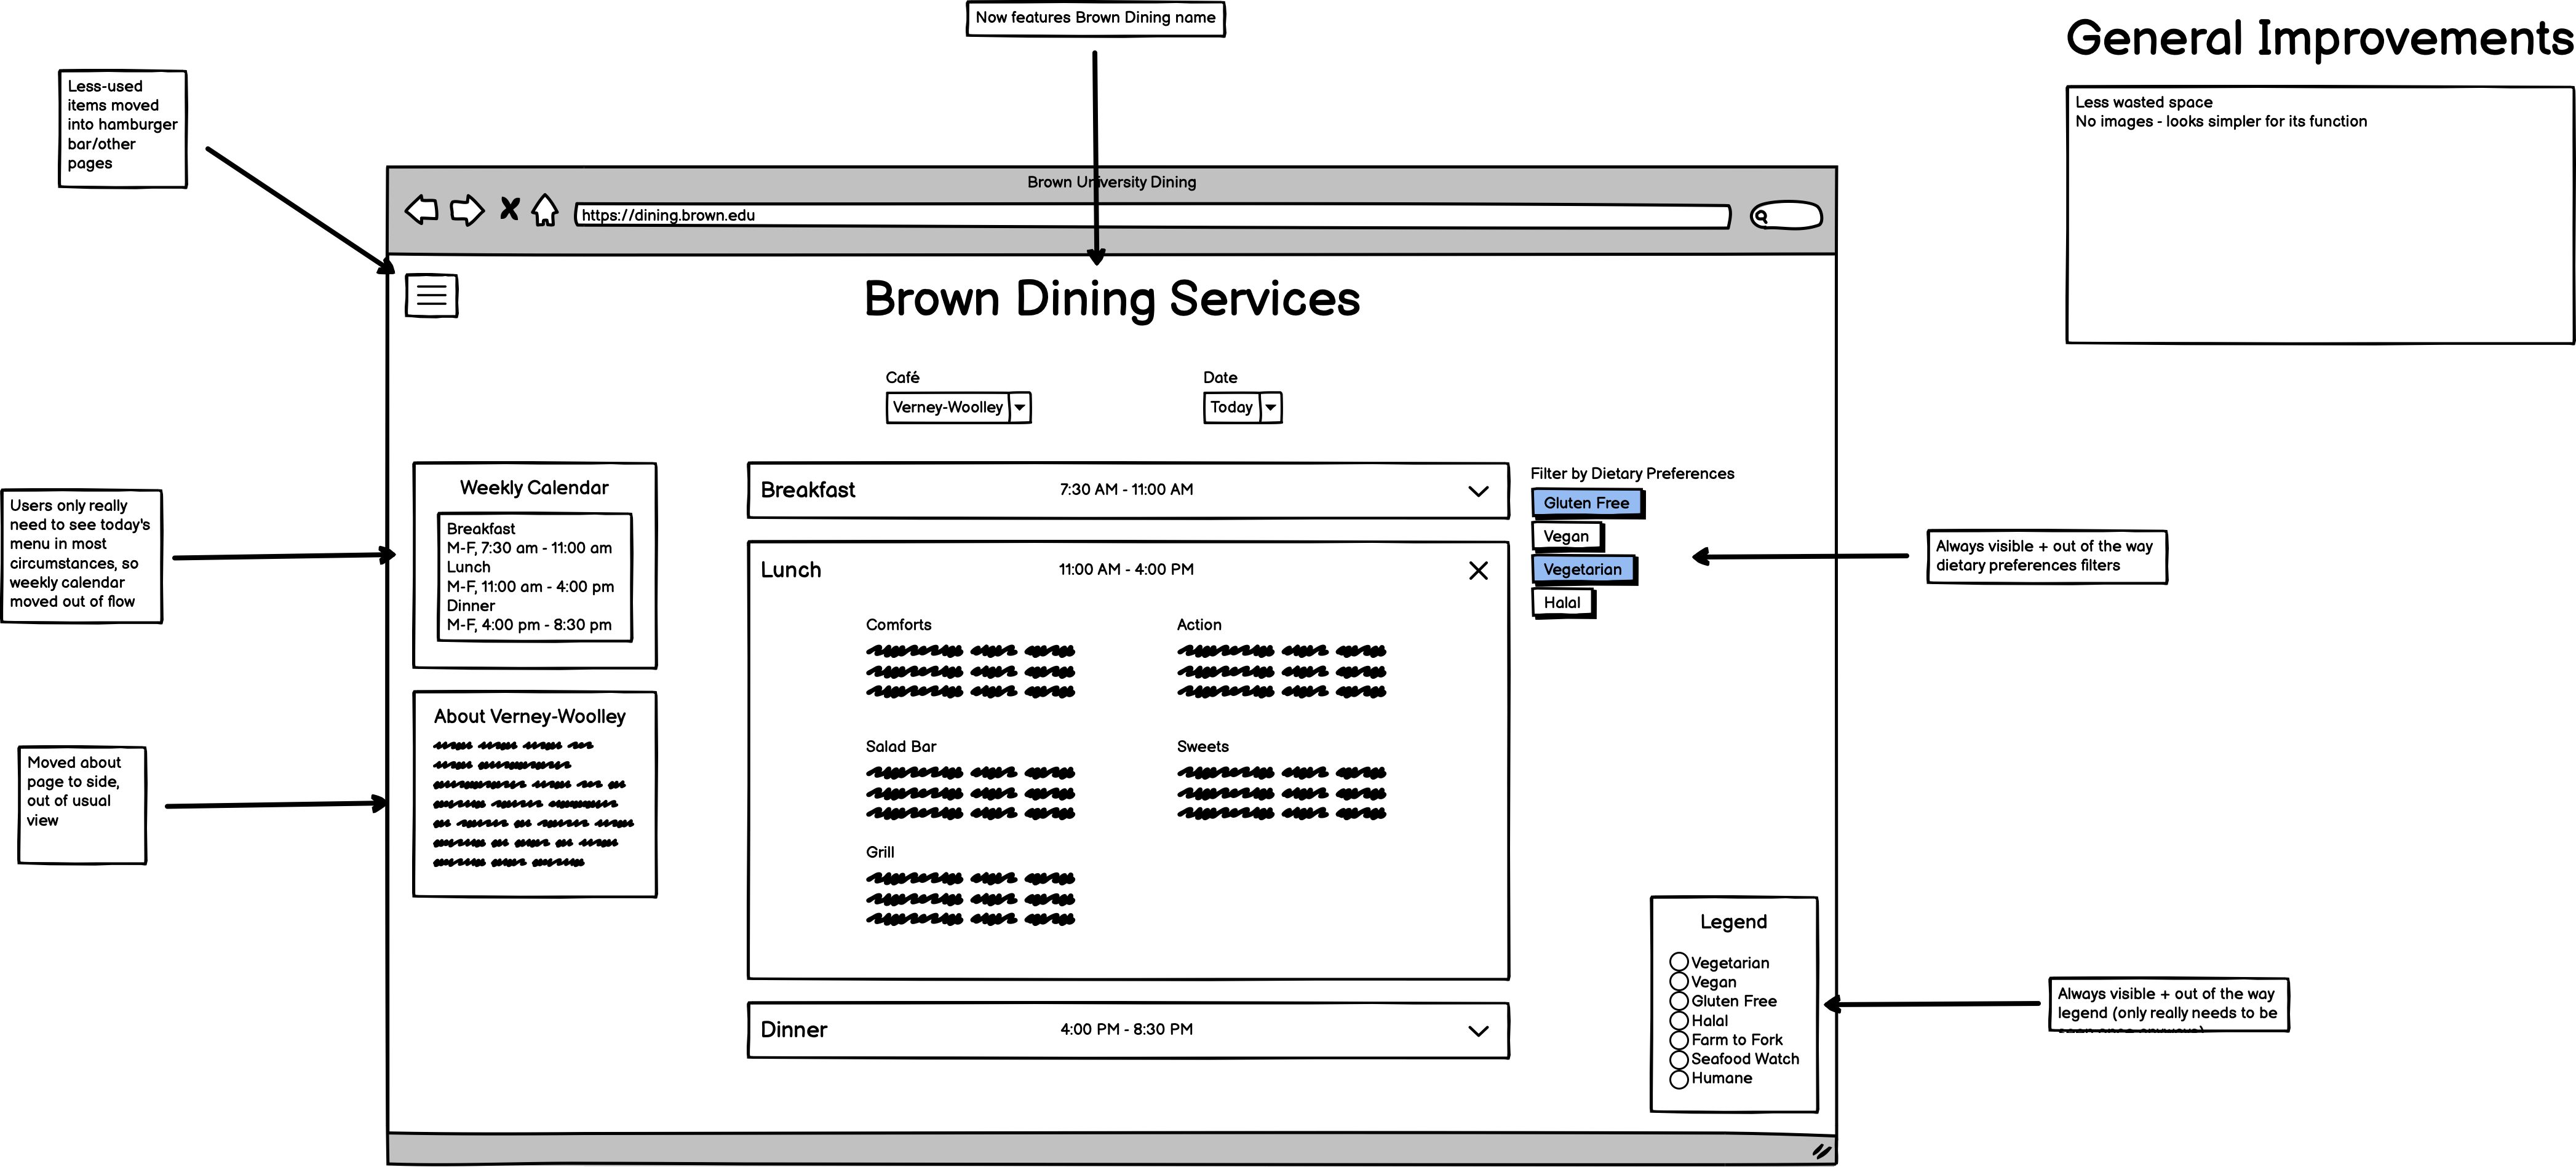 Now features Brown Dining name
General Improvements
Less wasted space
No images - looks simpler for its function
Less-used
items moved
into hamburger
bar/other
pages
Brown University Dining
https://dining.brown.edu
Brown Dining Services
Café
Verney-Woolley
Date
Today
Users only really
need to see today's
menu in most
circumstances, so
weekly calendar
moved out of flow
Weekly Calendar
Breakfast
M-F, 7:30 am - 11:00 am
Lunch
M-F, 11:00 am - 4:00 pm
Dinner
M-F, 4:00 pm - 8:30 pm
Moved about
page to side,
out of usual
view
About Verney-Woolley
Breakfast 7:30 AM - 11:00 AM
Lunch 11:00 AM - 4:00 PM
Comforts
Action
Salad Bar
Sweets
Grill
Dinner 4:00 PM - 8:30 PM
Filter by Dietary Preferences
Gluten Free
Vegan
Vegetarian
Halal
Always visible + out of the way
dietary preferences filters
Legend
Vegetarian
Vegan
Gluten Free
Halal
Farm to Fork
Seafood Watch
Humane
Always visible + out of the way
legend (only really needs to be